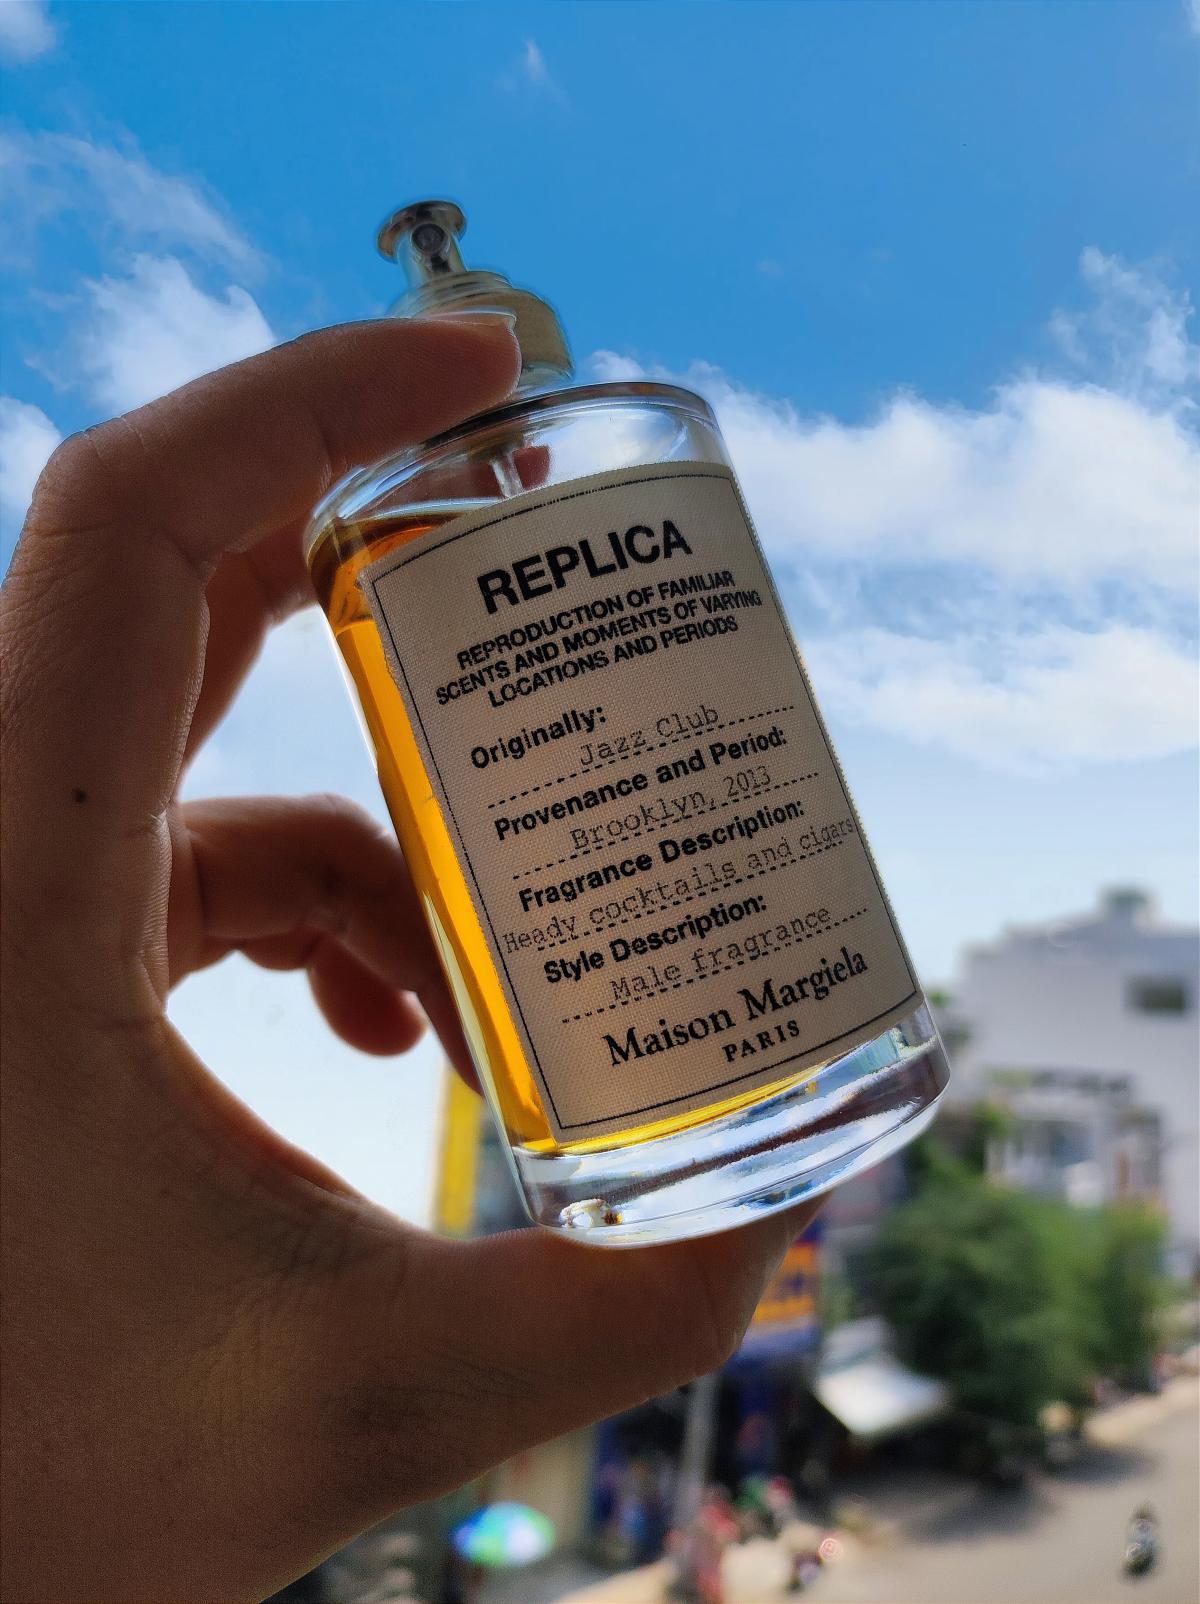 REPLICA
REPRODUCTION OF FAMILIAR
SCENTS AND MOMENTS OF VARYING
LOCATIONS AND PERIODS
Originally:
Jazz Club
Provenance and Period:
Brooklyn, 2013
Fragrance Description:
Heady cocktails and cigars
Style Description:
Male fragrance
Maison Margiela
PARIS